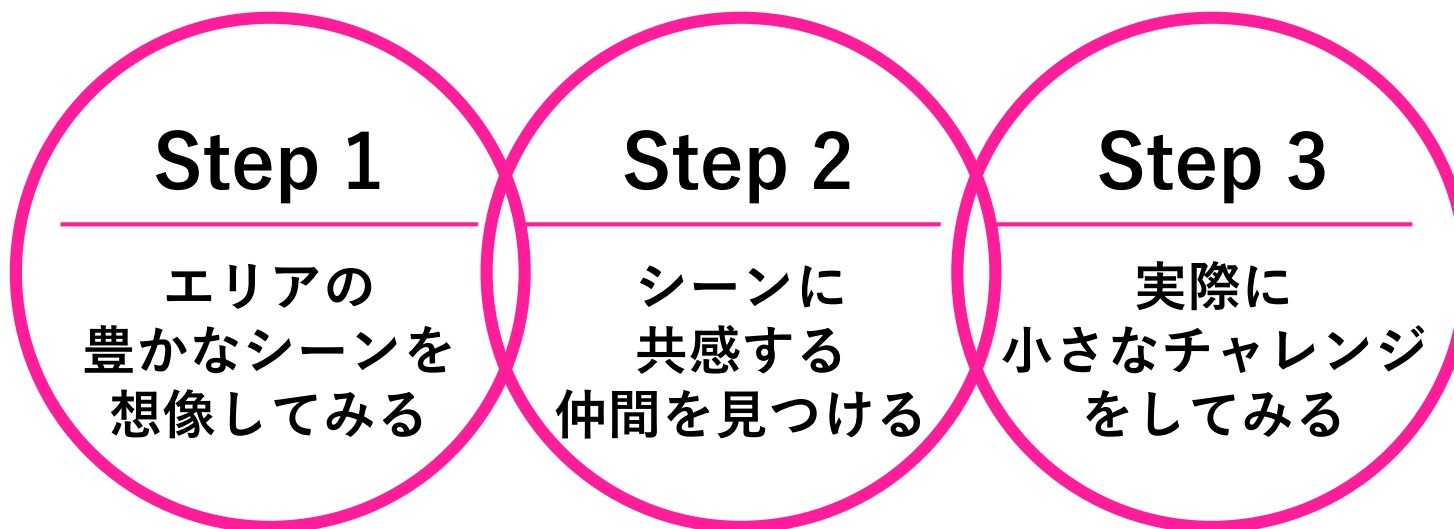 Step 1
エリアの
豊かなシーンを
想像してみる
Step 2
シーンに
共感する
仲間を見つける
Step 3
実際に
小さなチャレンジ
をしてみる